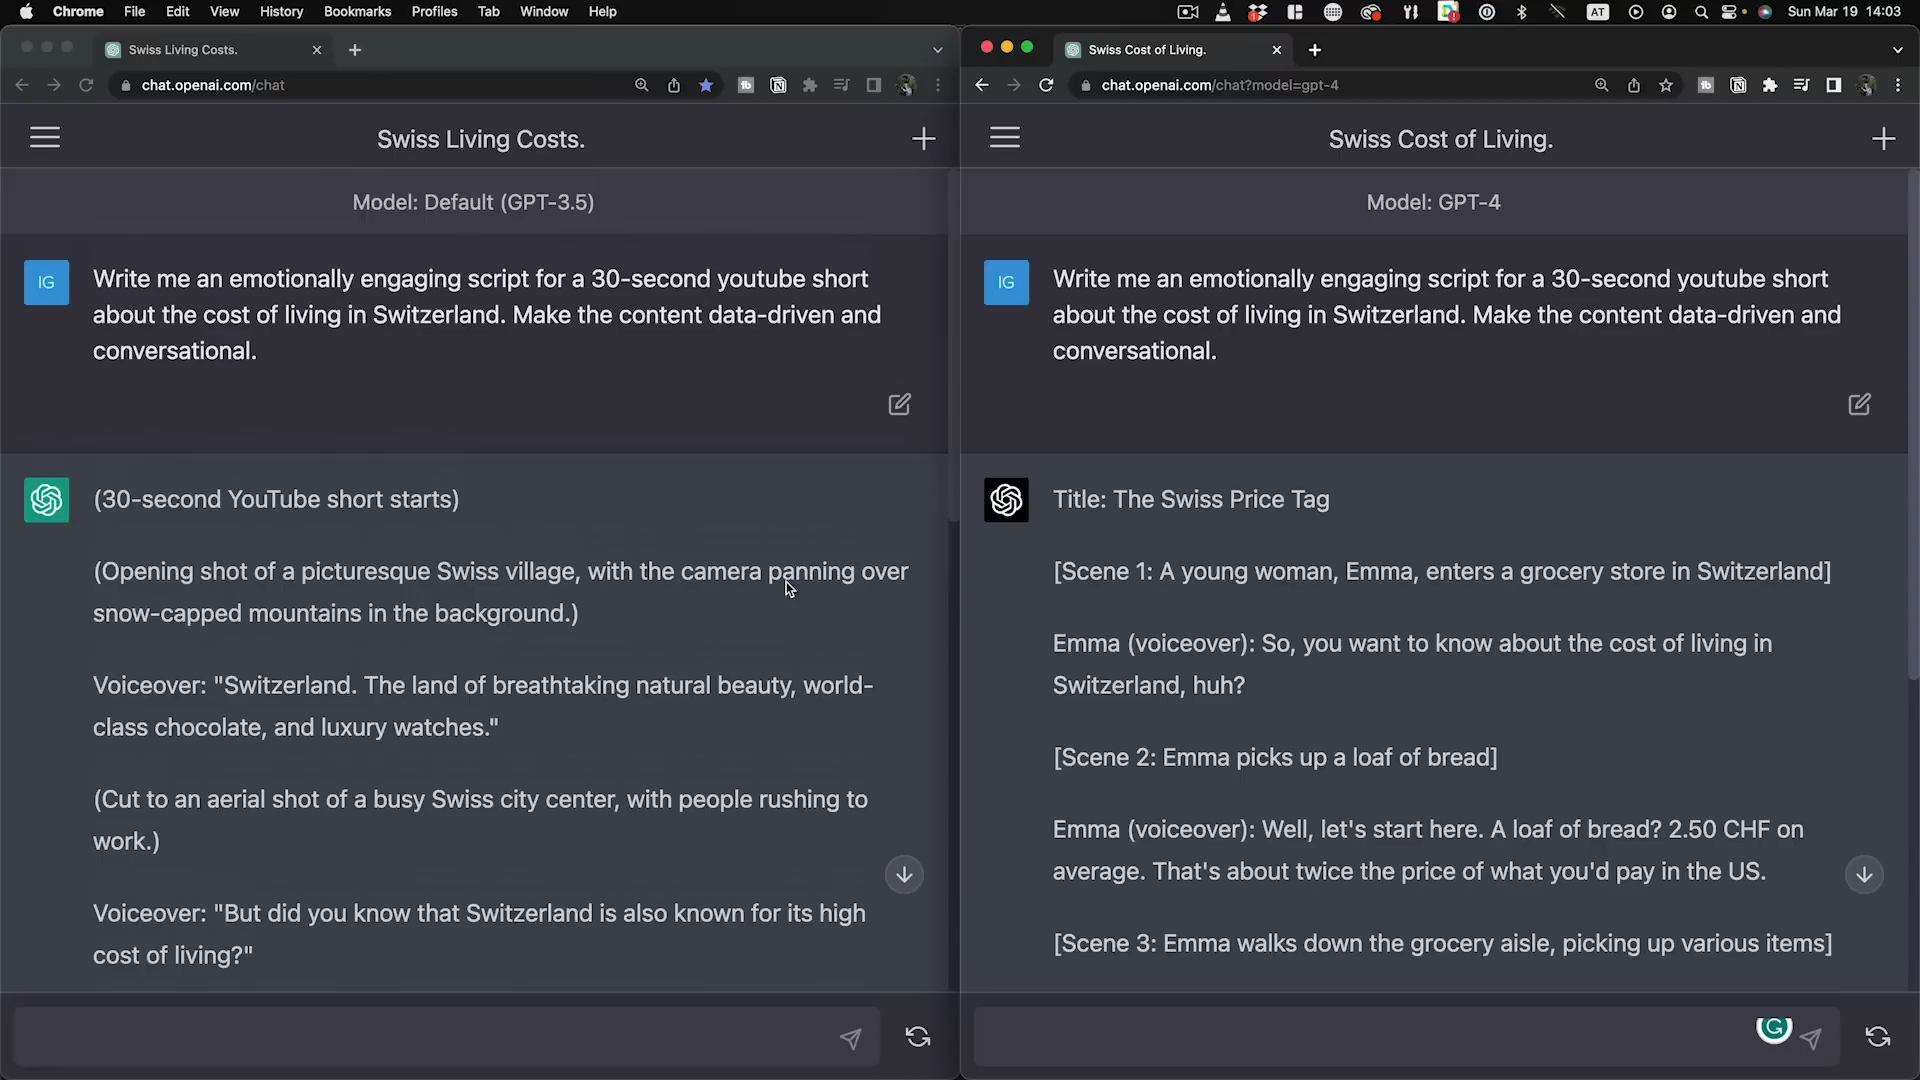 Chrome File Edit View History Bookmarks Profiles Tab Window Help
AT
Sun Mar 19 14:03
Swiss Living Costs.
chat.openai.com/chat
Swiss Living Costs.
Model: Default (GPT-3.5)
IG
Write me an emotionally engaging script for a 30-second youtube short
about the cost of living in Switzerland. Make the content data-driven and
conversational.
(30-second YouTube short starts)
(Opening shot of a picturesque Swiss village, with the camera panning over
snow-capped mountains in the background.)
Voiceover: "Switzerland. The land of breathtaking natural beauty, world-
class chocolate, and luxury watches."
(Cut to an aerial shot of a busy Swiss city center, with people rushing to
work.)
Voiceover: "But did you know that Switzerland is also known for its high
cost of living?"
Swiss Cost of Living.
chat.openai.com/chat?model=gpt-4
Swiss Cost of Living.
Model: GPT-4
IG
Write me an emotionally engaging script for a 30-second youtube short
about the cost of living in Switzerland. Make the content data-driven and
conversational.
Title: The Swiss Price Tag
[Scene 1: A young woman, Emma, enters a grocery store in Switzerland]
Emma (voiceover): So, you want to know about the cost of living in
Switzerland, huh?
[Scene 2: Emma picks up a loaf of bread]
Emma (voiceover): Well, let's start here. A loaf of bread? 2.50 CHF on
average. That's about twice the price of what you'd pay in the US.
[Scene 3: Emma walks down the grocery aisle, picking up various items]